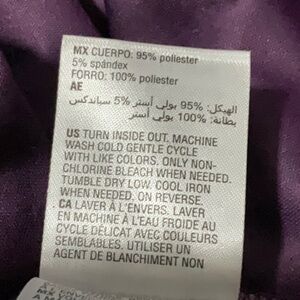 MX CUERPO: 95% poliester
5% spándex
FORRO: 100% poliester
AE
الهيكل: 95% بولي أستر 5% سباندكس
بطانة: 100% بولي أستر
US TURN INSIDE OUT. MACHINE
WASH COLD GENTLE CYCLE
WITH LIKE COLORS. ONLY NON-
CHLORINE BLEACH WHEN NEEDED.
TUMBLE DRY LOW. COOL IRON
WHEN NEEDED. ON REVERSE.
CA LAVER À L'ENVERS. LAVER
EN MACHINE À L'EAU FROIDE AU
CYCLE DÉLICAT AVEC COULEURS
SEMBLABLES. UTILISER UN
AGENT DE BLANCHIMENT NON